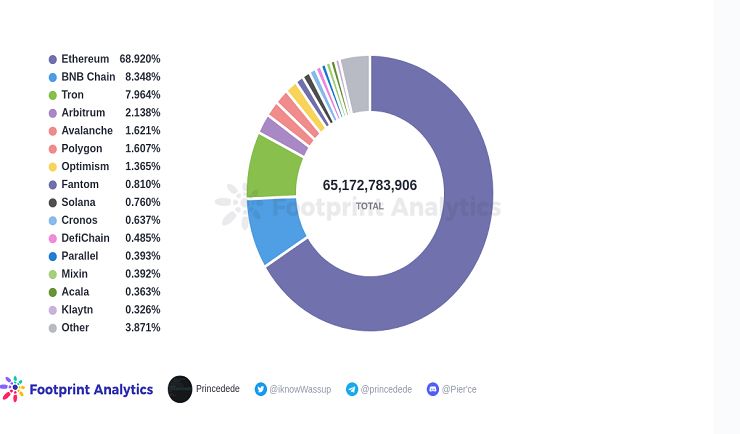 Ethereum 68.920%
BNB Chain 8.348%
Tron 7.964%
Arbitrum 2.138%
Avalanche 1.621%
Polygon 1.607%
Optimism 1.365%
Fantom 0.810%
Solana 0.760%
Cronos 0.637%
DefiChain 0.485%
Parallel 0.393%
Mixin 0.392%
Acala 0.363%
Klaytn 0.326%
Other 3.871%
65,172,783,906
TOTAL
Footprint Analytics
Footprint Analytics Princedede @iknowWassup @princedede @Pier'ce